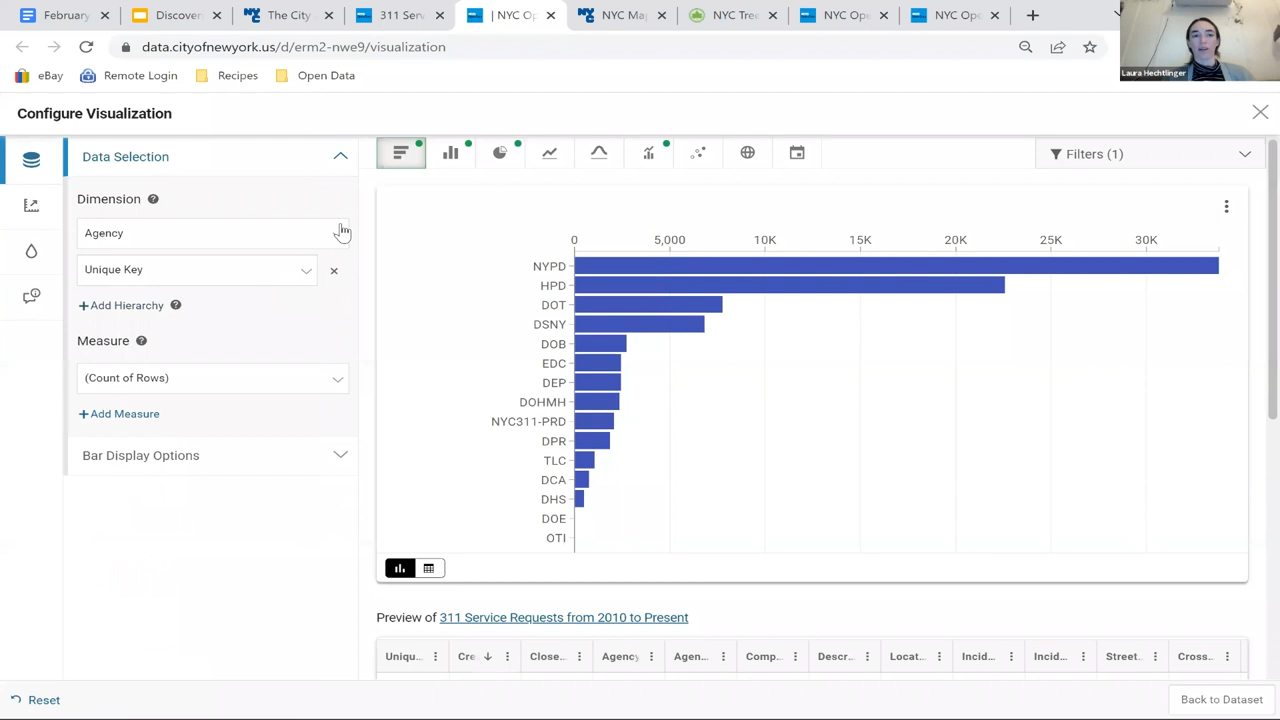 February
Discove
The City
311 Serv
| NYC Op
NYC Ma
NYC Tree
NYC Ope
NYC Ope
data.cityofnewyork.us/d/erm2-nwe9/visualization
eBay
Remote Login
Recipes
Open Data
Laura Hechtlinger
Configure Visualization
Data Selection
Filters (1)
Dimension
Agency
Unique Key
+Add Hierarchy
Measure
(Count of Rows)
+Add Measure
Bar Display Options
0 5,000 10K 15K 20K 25K 30K
NYPD
HPD
DOT
DSNY
DOB
EDC
DEP
DOHMH
NYC311-PRD
DPR
TLC
DCA
DHS
DOE
OTI
Preview of 311 Service Requests from 2010 to Present
Uniqu... Cre Close... Agency Agen... Comp... Descr... Locat... Incid... Incid... Street... Cross...
Reset
Back to Dataset